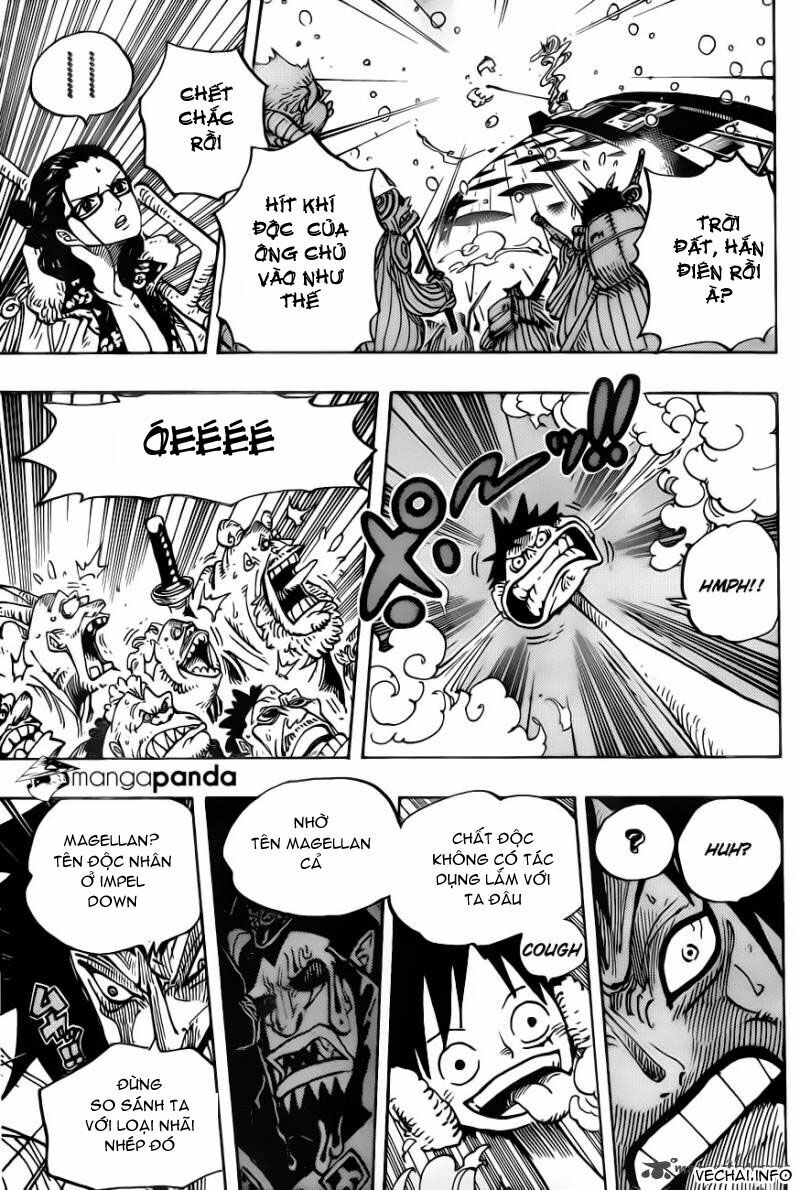 TRỜI
ĐẤT, HẮN
ĐIÊN RỒI
À?
CHẾT
CHẮC
RỒI
HÍT KHÍ
ĐỘC CỦA
ÔNG CHỦ
VÀO NHƯ
THẾ
!!
HMPH!!
ÓEÉÉÉ
HUH?
?
CHẤT ĐỘC
KHÔNG CÓ TÁC
DỤNG LẮM VỚI
TA ĐÂU
COUGH
NHỜ
TÊN MAGELLAN
CẢ
MAGELLAN?
TÊN ĐỘC NHÂN
Ở IMPEL
DOWN
ĐỪNG
SO SÁNH TA
VỚI LOẠI NHÃI
NHÉP ĐÓ
mangapanda
VECHAI.INFO